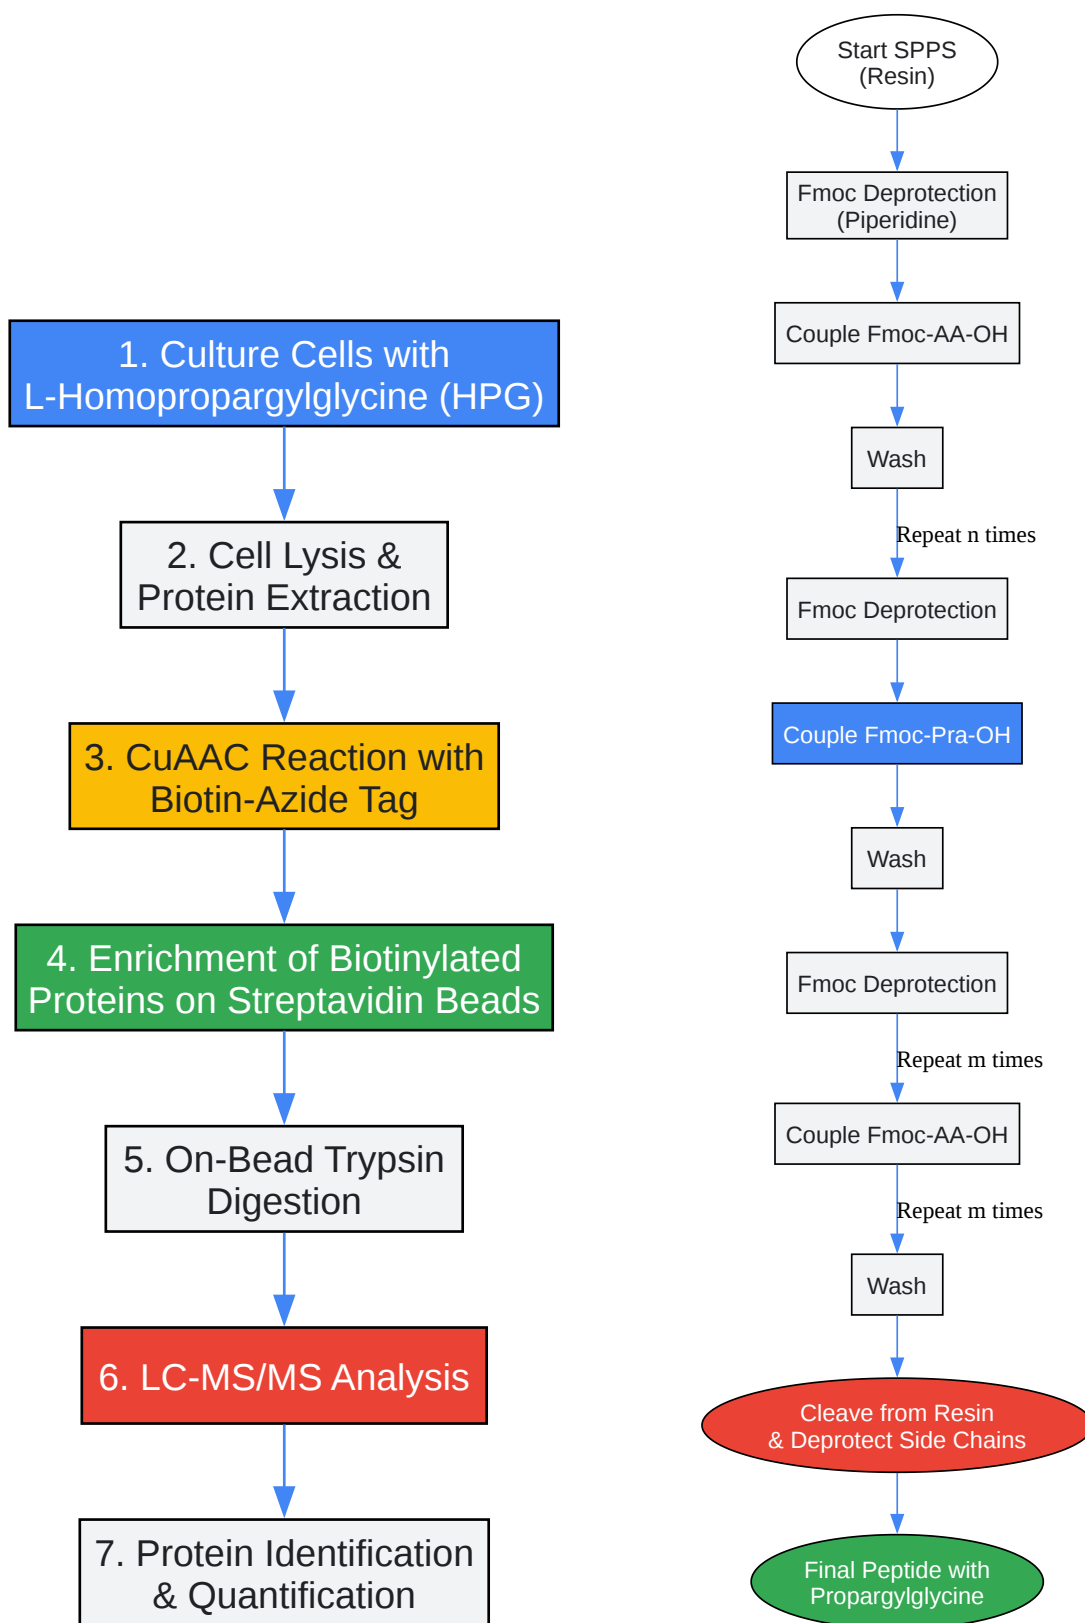 1. Culture Cells with
L-Homopropargylglycine (HPG)
2. Cell Lysis &
Protein Extraction
3. CuAAC Reaction with
Biotin-Azide Tag
4. Enrichment of Biotinylated
Proteins on Streptavidin Beads
5. On-Bead Trypsin
Digestion
6. LC-MS/MS Analysis
7. Protein Identification
& Quantification
Start SPPS
(Resin)
Fmoc Deprotection
(Piperidine)
Couple Fmoc-AA-OH
Wash
Repeat n times
Fmoc Deprotection
Couple Fmoc-Pra-OH
Wash
Fmoc Deprotection
Repeat m times
Couple Fmoc-AA-OH
Repeat m times
Wash
Cleave from Resin
& Deprotect Side Chains
Final Peptide with
Propargylglycine